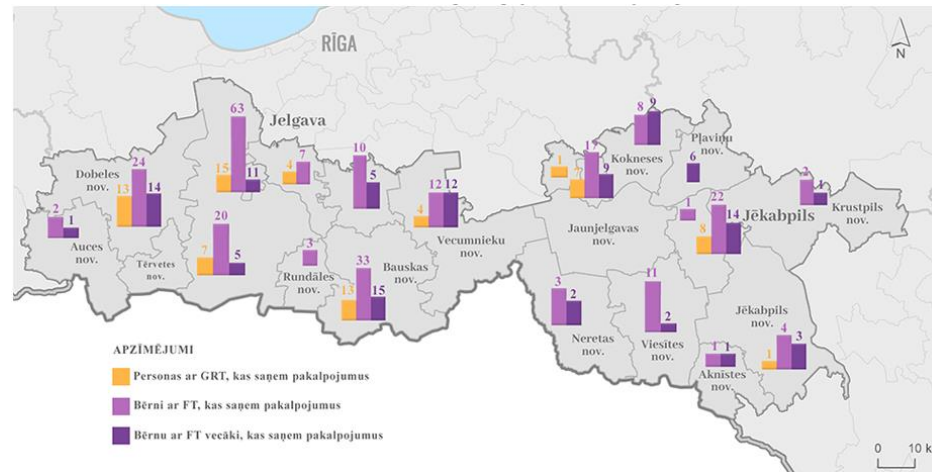 RĪGA
N
63
Jelgava
15
11
4
7
Dobeles
nov.
24
13
14
2
1
Auces
nov.
Tērvetes
nov.
20
7
5
3
Rundāles
nov.
10
5
4
12
12
Vecumnieku
nov.
33
13
15
Bauskas
nov.
8
9
Kokneses
nov.
1
7
17
9
Pļaviņu
nov.
6
Jaunjelgavas
nov.
1
22
8
14
Jēkabpils
2
1
Krustpils
nov.
3
2
Neretas
nov.
11
2
Viesītes
nov.
Jēkabpils
nov.
1
1
Aknīstes
nov.
1
4
3
APZĪMĒJUMI
Personas ar GRT, kas saņem pakalpojumus
Bērni ar FT, kas saņem pakalpojumus
Bērnu ar FT vecāki, kas saņem pakalpojumus
0 10 k